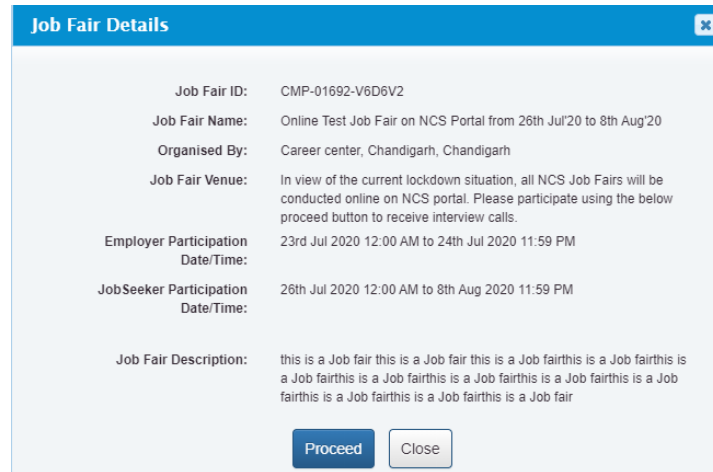 Job Fair Details
Job Fair ID: CMP-01692-V6D6V2
Job Fair Name: Online Test Job Fair on NCS Portal from 26th Jul'20 to 8th Aug'20
Organised By: Career center, Chandigarh, Chandigarh
Job Fair Venue: In view of the current lockdown situation, all NCS Job Fairs will be
conducted online on NCS portal. Please participate using the below
proceed button to receive interview calls.
Employer Participation 23rd Jul 2020 12:00 AM to 24th Jul 2020 11:59 PM
Date/Time:
JobSeeker Participation 26th Jul 2020 12:00 AM to 8th Aug 2020 11:59 PM
Date/Time:
Job Fair Description: this is a Job fair this is a Job fair this is a Job fairthis is a Job fairthis is
a Job fairthis is a Job fairthis is a Job fairthis is a Job fairthis is a Job
fairthis is a Job fairthis is a Job fairthis is a Job fair
Proceed Close